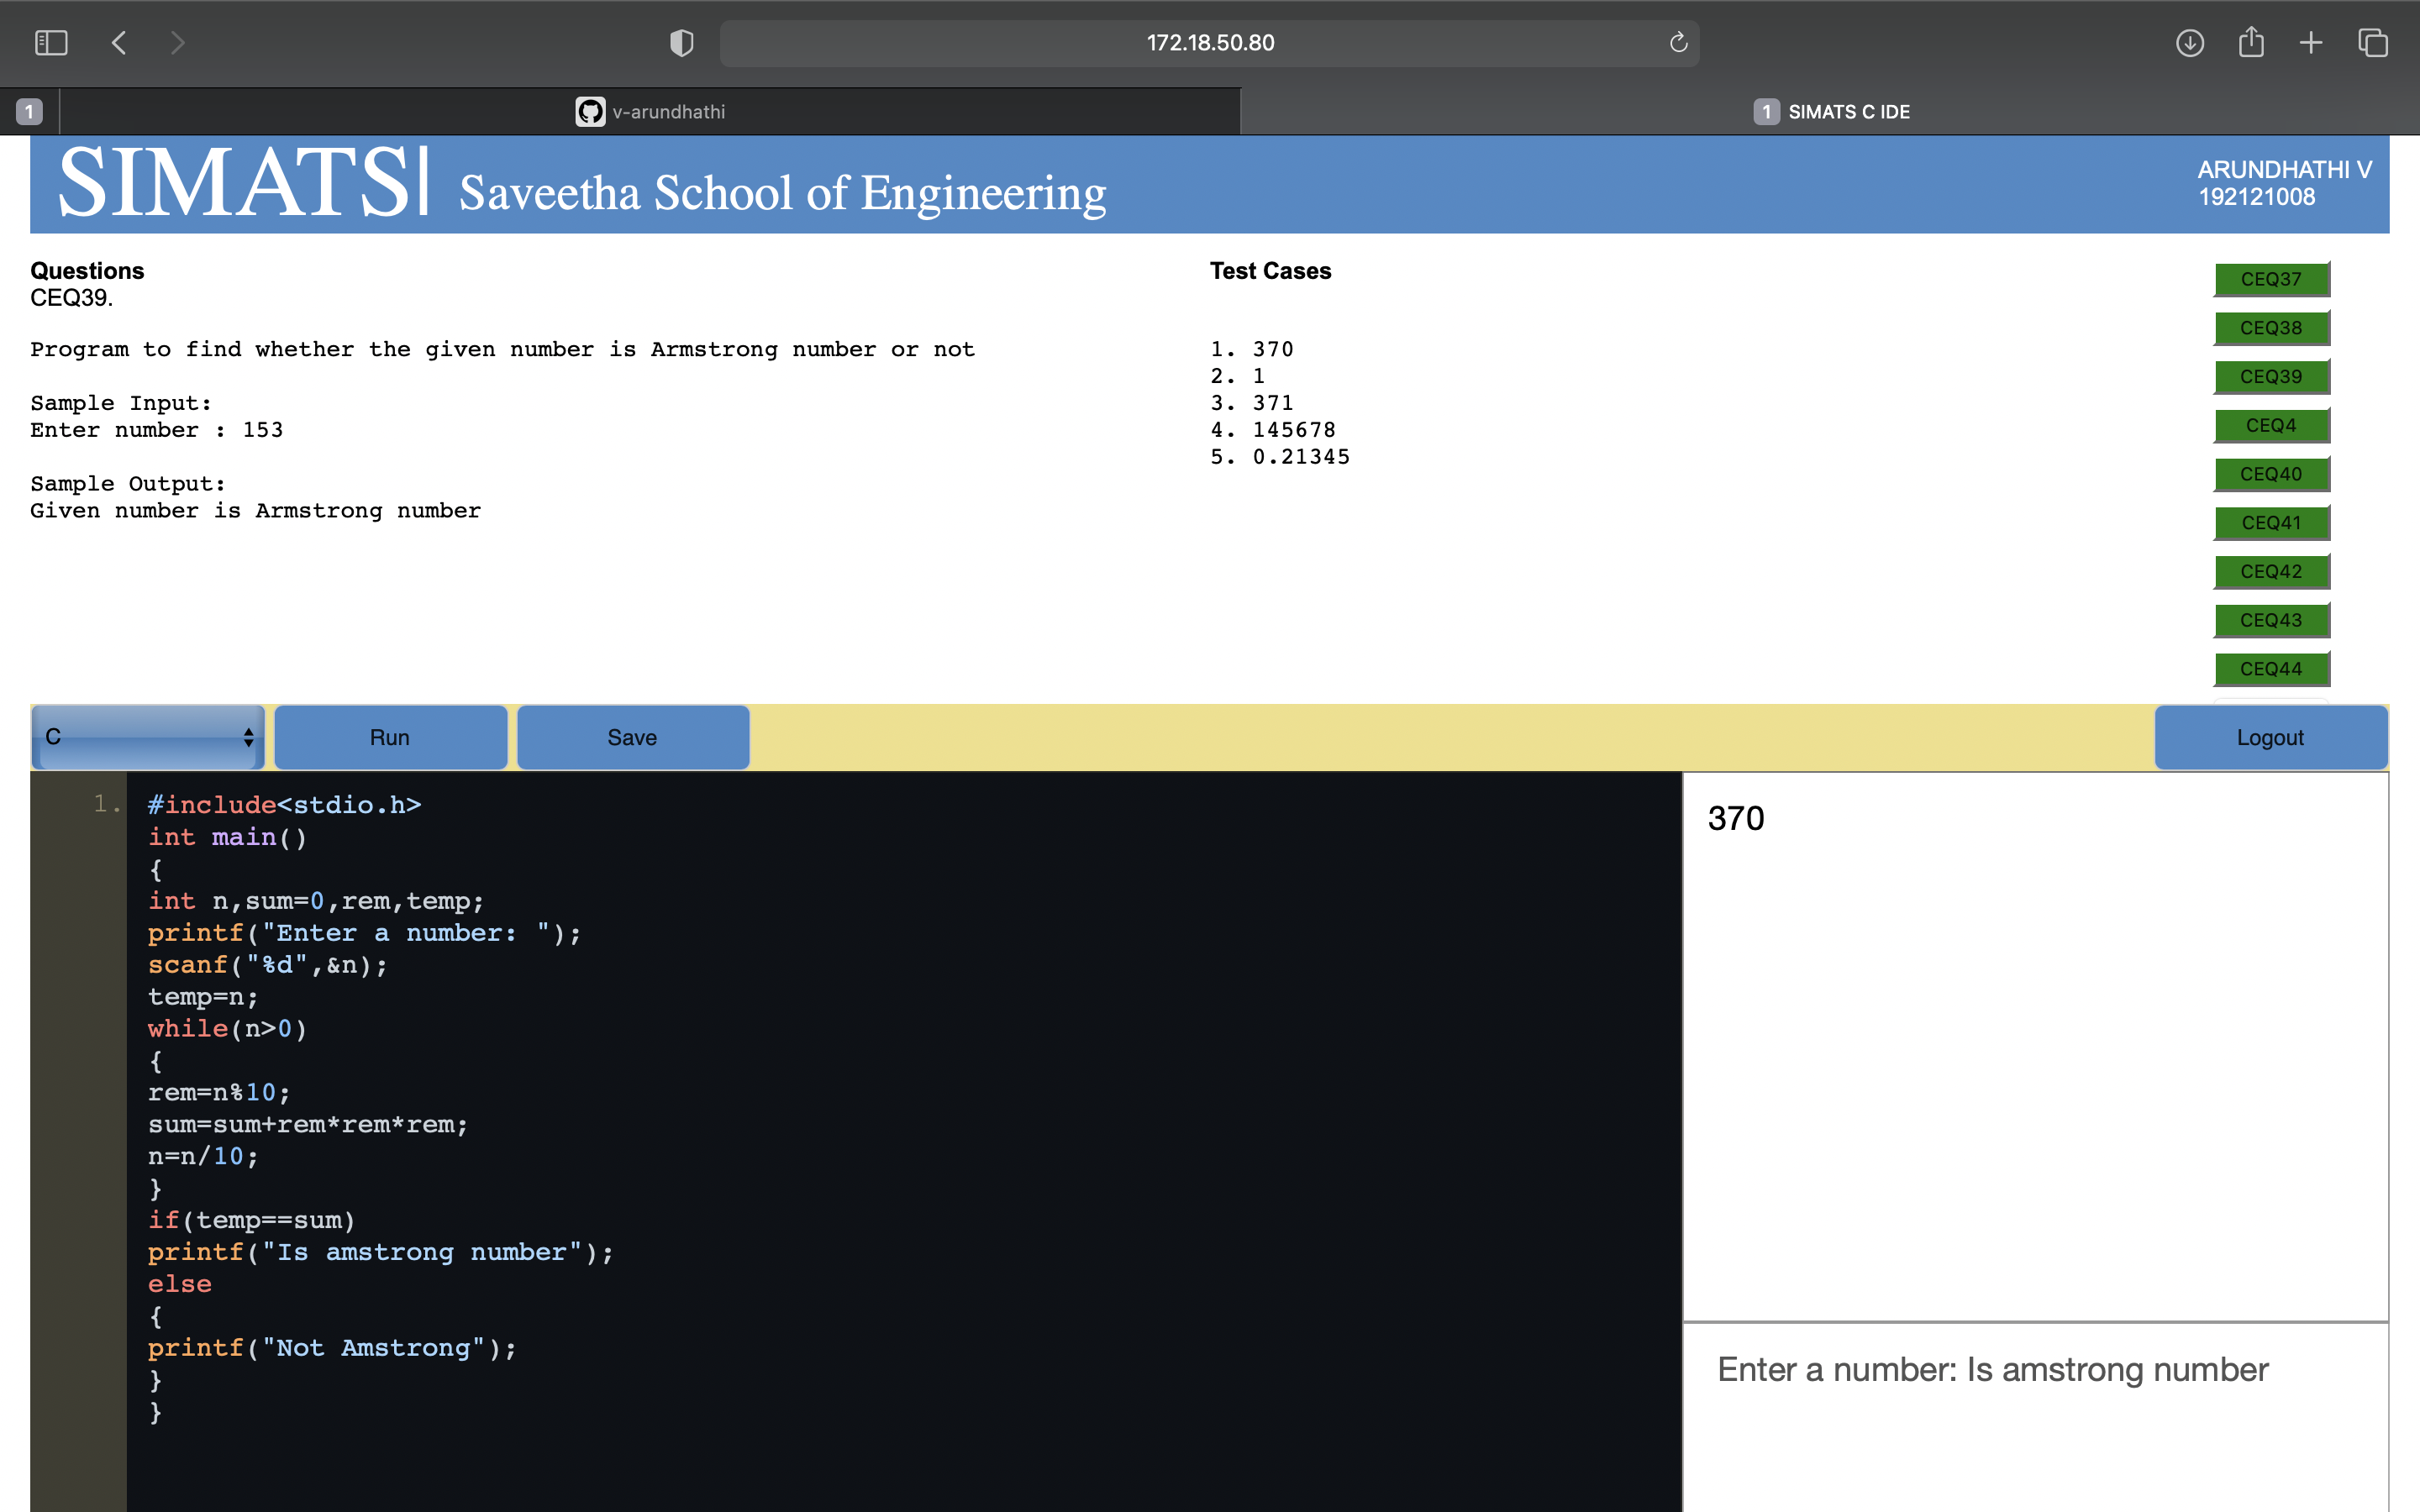 172.18.50.80
1
v-arundhathi
1 SIMATS C IDE
SIMATS| Saveetha School of Engineering
ARUNDHATHI V
192121008
Questions
CEQ39.
Program to find whether the given number is Armstrong number or not
Sample Input:
Enter number : 153
Sample Output:
Given number is Armstrong number
Test Cases
1. 370
2. 1
3. 371
4. 145678
5. 0.21345
CEQ37
CEQ38
CEQ39
CEQ4
CEQ40
CEQ41
CEQ42
CEQ43
CEQ44
C
Run
Save
Logout
1.
#include<stdio.h>
int main()
{
int n,sum=0,rem,temp;
printf("Enter a number: ");
scanf("%d",&n);
temp=n;
while(n>0)
{
rem=n%10;
sum=sum+rem*rem*rem;
n=n/10;
}
if(temp==sum)
printf("Is amstrong number");
else
{
printf("Not Amstrong");
}
}
370
Enter a number: Is amstrong number